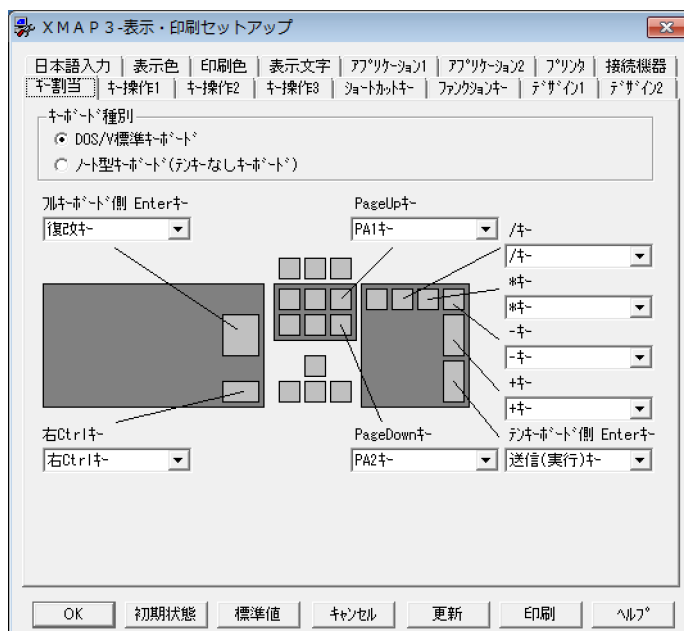 ＸＭＡＰ３-表示・印刷セットアップ
日本語入力 表示色 印刷色 表示文字 ｱﾌﾟﾘｹｰｼｮﾝ1 ｱﾌﾟﾘｹｰｼｮﾝ2 ﾌﾟﾘﾝﾀ 接続機器
ｷｰ割当 ｷｰ操作1 ｷｰ操作2 ｷｰ操作3 ｼｮｰﾄｶｯﾄｷｰ ﾌｧﾝｸｼｮﾝｷｰ ﾃﾞｻﾞｲﾝ1 ﾃﾞｻﾞｲﾝ2
ｷｰﾎﾞｰﾄﾞ種別
DOS/V標準ｷｰﾎﾞｰﾄﾞ
ﾉｰﾄ型ｷｰﾎﾞｰﾄﾞ(ﾃﾝｷｰなしｷｰﾎﾞｰﾄﾞ)
ﾌﾙｷｰﾎﾞｰﾄﾞ側 Enterｷｰ
復改ｷｰ
PageUpｷｰ
PA1ｷｰ
/ｷｰ
/ｷｰ
*ｷｰ
*ｷｰ
-ｷｰ
-ｷｰ
+ｷｰ
+ｷｰ
右Ctrlｷｰ
右Ctrlｷｰ
PageDownｷｰ
PA2ｷｰ
ﾃﾝｷｰﾎﾞｰﾄﾞ側 Enterｷｰ
送信(実行)ｷｰ
OK 初期状態 標準値 ｷｬﾝｾﾙ 更新 印刷 ﾍﾙﾌﾟ